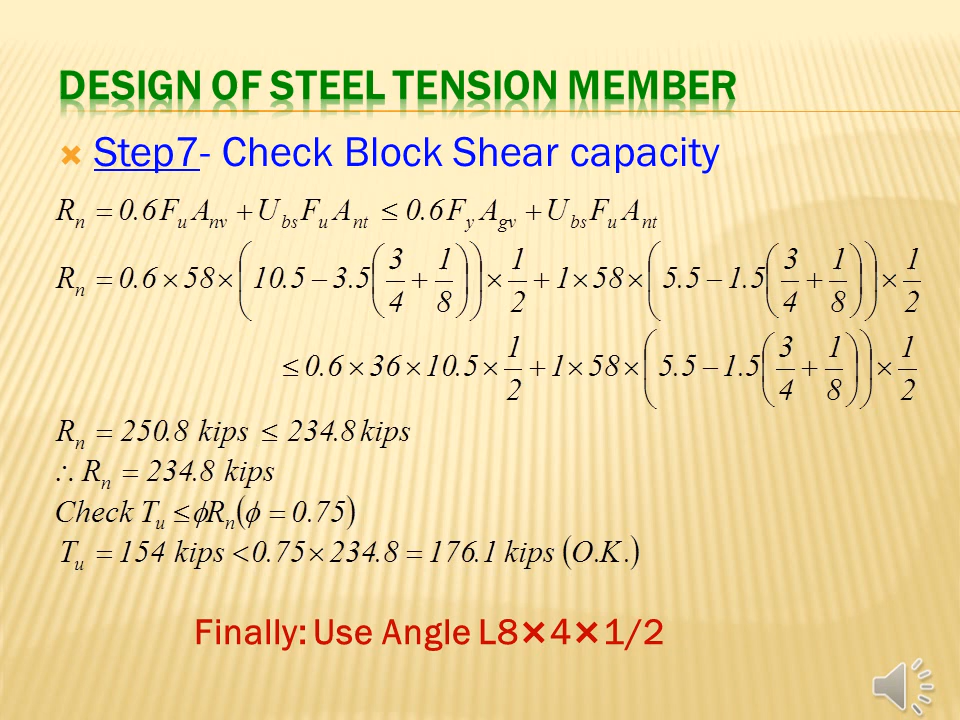 DESIGN OF STEEL TENSION MEMBER
Step7- Check Block Shear capacity
R_n = 0.6 F_u A_nv + U_bs F_u A_nt ≤ 0.6 F_y A_gv + U_bs F_u A_nt
R_n = 0.6 × 58 × (10.5 − 3.5(3/4 + 1/8)) × 1/2 + 1 × 58 × (5.5 − 1.5(3/4 + 1/8)) × 1/2
≤ 0.6 × 36 × 10.5 × 1/2 + 1 × 58 × (5.5 − 1.5(3/4 + 1/8)) × 1/2
R_n = 250.8 kips ≤ 234.8 kips
∴ R_n = 234.8 kips
Check T_u ≤ ϕR_n (ϕ = 0.75)
T_u = 154 kips < 0.75 × 234.8 = 176.1 kips (O.K.)
Finally: Use Angle L8×4×1/2